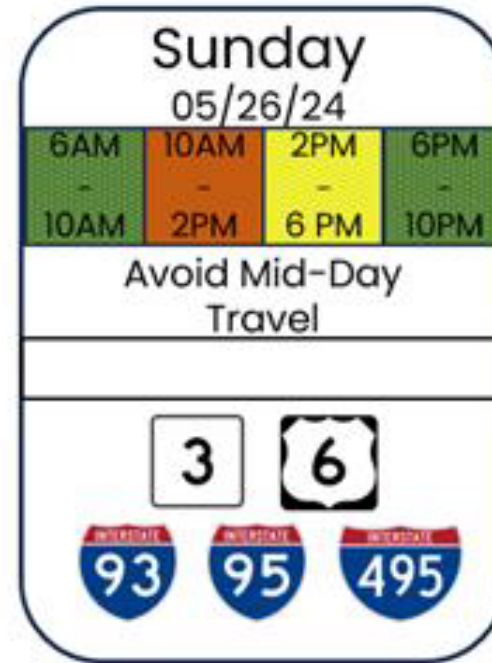 Sunday
05/26/24
6AM 10AM 2PM 6PM
- - - -
10AM 2PM 6 PM 10PM
Avoid Mid-Day
Travel
3 6
INTERSTATE INTERSTATE INTERSTATE
93 95 495